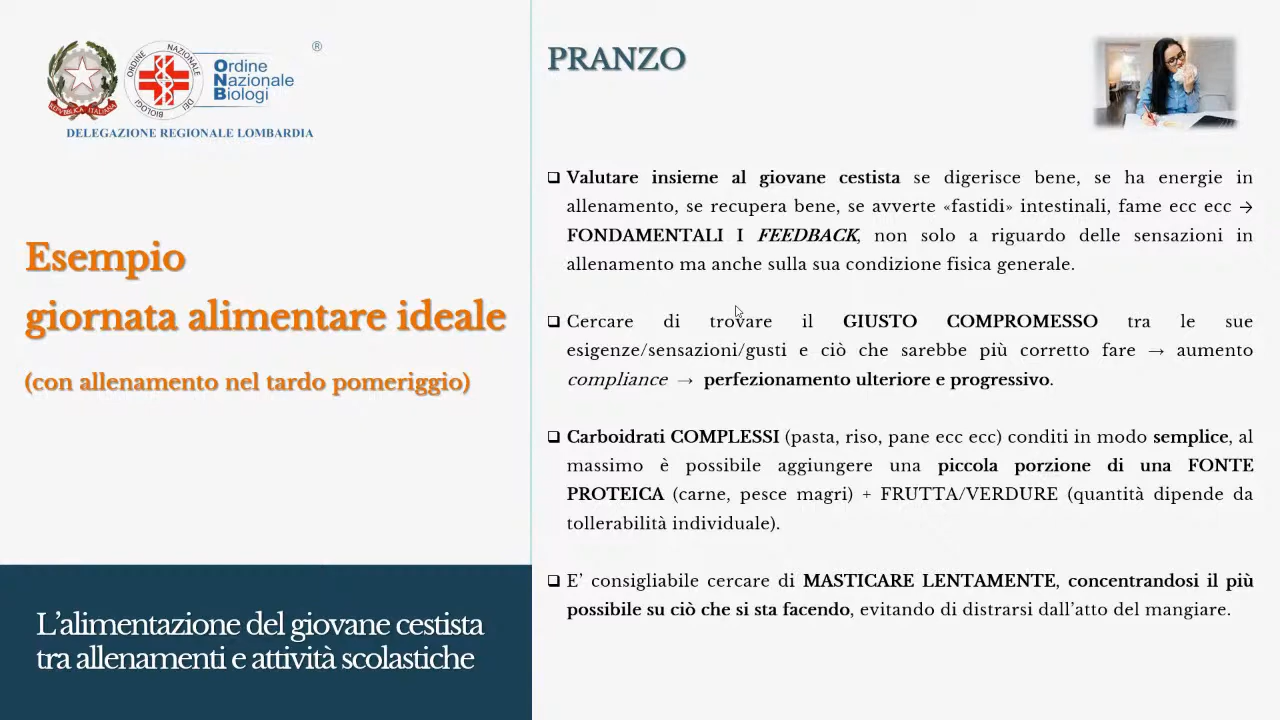 ®
ORDINE NAZIONALE DEI BIOLOGI
Ordine
Nazionale
Biologi
REPVBBLICA ITALIANA
DELEGAZIONE REGIONALE LOMBARDIA
Esempio
giornata alimentare ideale
(con allenamento nel tardo pomeriggio)
L’alimentazione del giovane cestista
tra allenamenti e attività scolastiche
PRANZO
❑ Valutare insieme al giovane cestista se digerisce bene, se ha energie in
allenamento, se recupera bene, se avverte «fastidi» intestinali, fame ecc ecc →
FONDAMENTALI I FEEDBACK, non solo a riguardo delle sensazioni in
allenamento ma anche sulla sua condizione fisica generale.
❑ Cercare di trovare il GIUSTO COMPROMESSO tra le sue
esigenze/sensazioni/gusti e ciò che sarebbe più corretto fare → aumento
compliance → perfezionamento ulteriore e progressivo.
❑ Carboidrati COMPLESSI (pasta, riso, pane ecc ecc) conditi in modo semplice, al
massimo è possibile aggiungere una piccola porzione di una FONTE
PROTEICA (carne, pesce magri) + FRUTTA/VERDURE (quantità dipende da
tollerabilità individuale).
❑ E’ consigliabile cercare di MASTICARE LENTAMENTE, concentrandosi il più
possibile su ciò che si sta facendo, evitando di distrarsi dall’atto del mangiare.